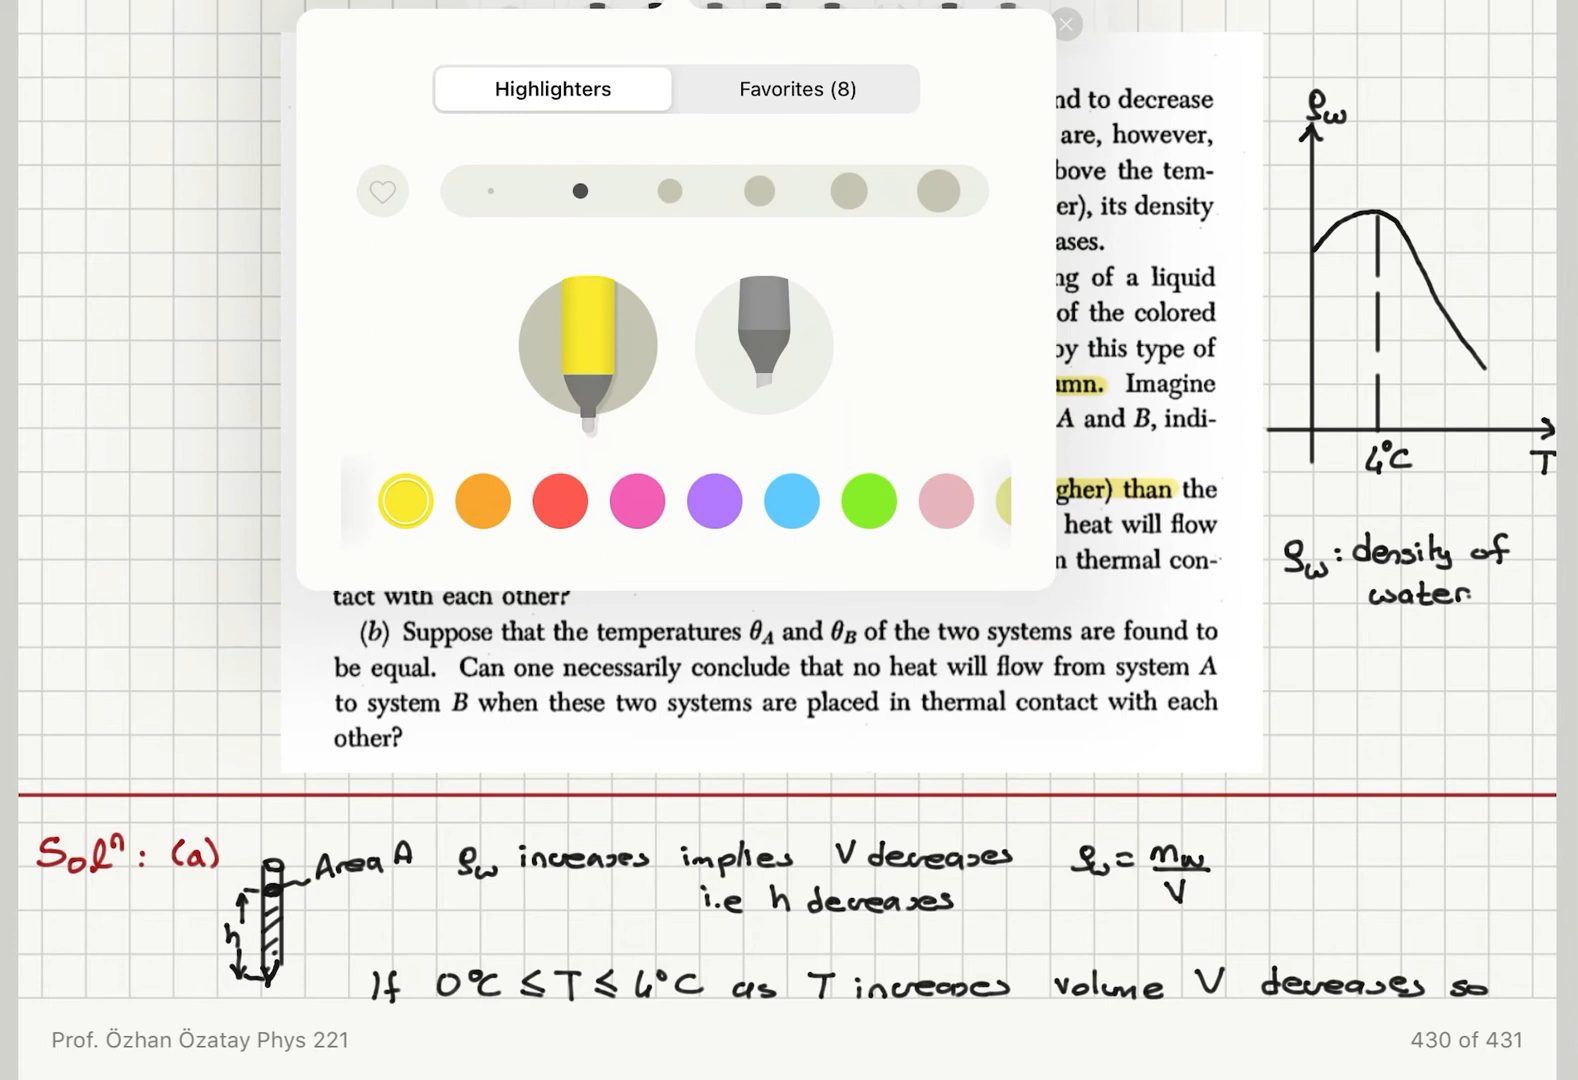 Highlighters Favorites (8)
nd to decrease
are, however,
bove the tem-
er), its density
ases.
ng of a liquid
of the colored
by this type of
umn. Imagine
A and B, indi-
gher) than the
heat will flow
n thermal con-
tact with each other?
(b) Suppose that the temperatures θA and θB of the two systems are found to
be equal. Can one necessarily conclude that no heat will flow from system A
to system B when these two systems are placed in thermal contact with each
other?
ρω
4°C
T
ρω : density of
water
Solⁿ : (a)
Area A
h
ρω increases implies V decreases
i.e h decreases
ρω = mω/V
If 0°C ≤ T ≤ 4°C as T increases volume V decreases so
Prof. Özhan Özatay Phys 221
430 of 431